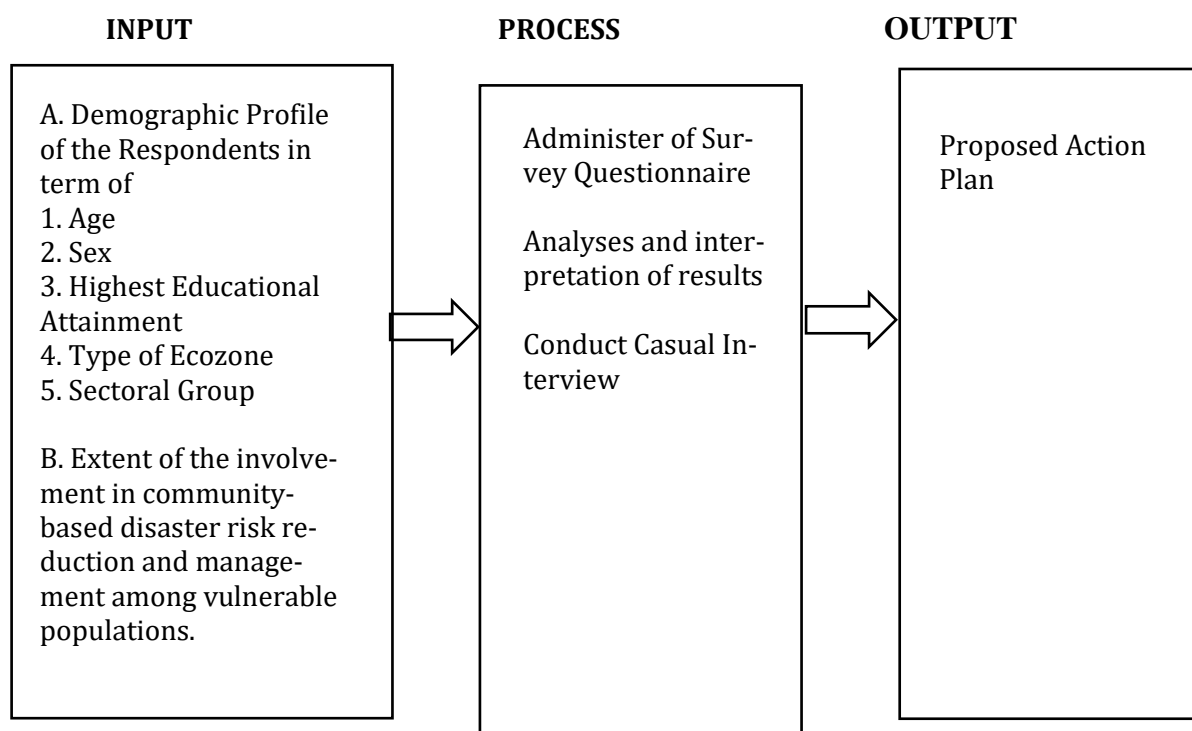 INPUT
PROCESS
OUTPUT
A. Demographic Profile
of the Respondents in
term of
1. Age
2. Sex
3. Highest Educational
Attainment
4. Type of Ecozone
5. Sectoral Group
B. Extent of the involve-
ment in community-
based disaster risk re-
duction and manage-
ment among vulnerable
populations.
Administer of Sur-
vey Questionnaire
Analyses and inter-
pretation of results
Conduct Casual In-
terview
Proposed Action
Plan